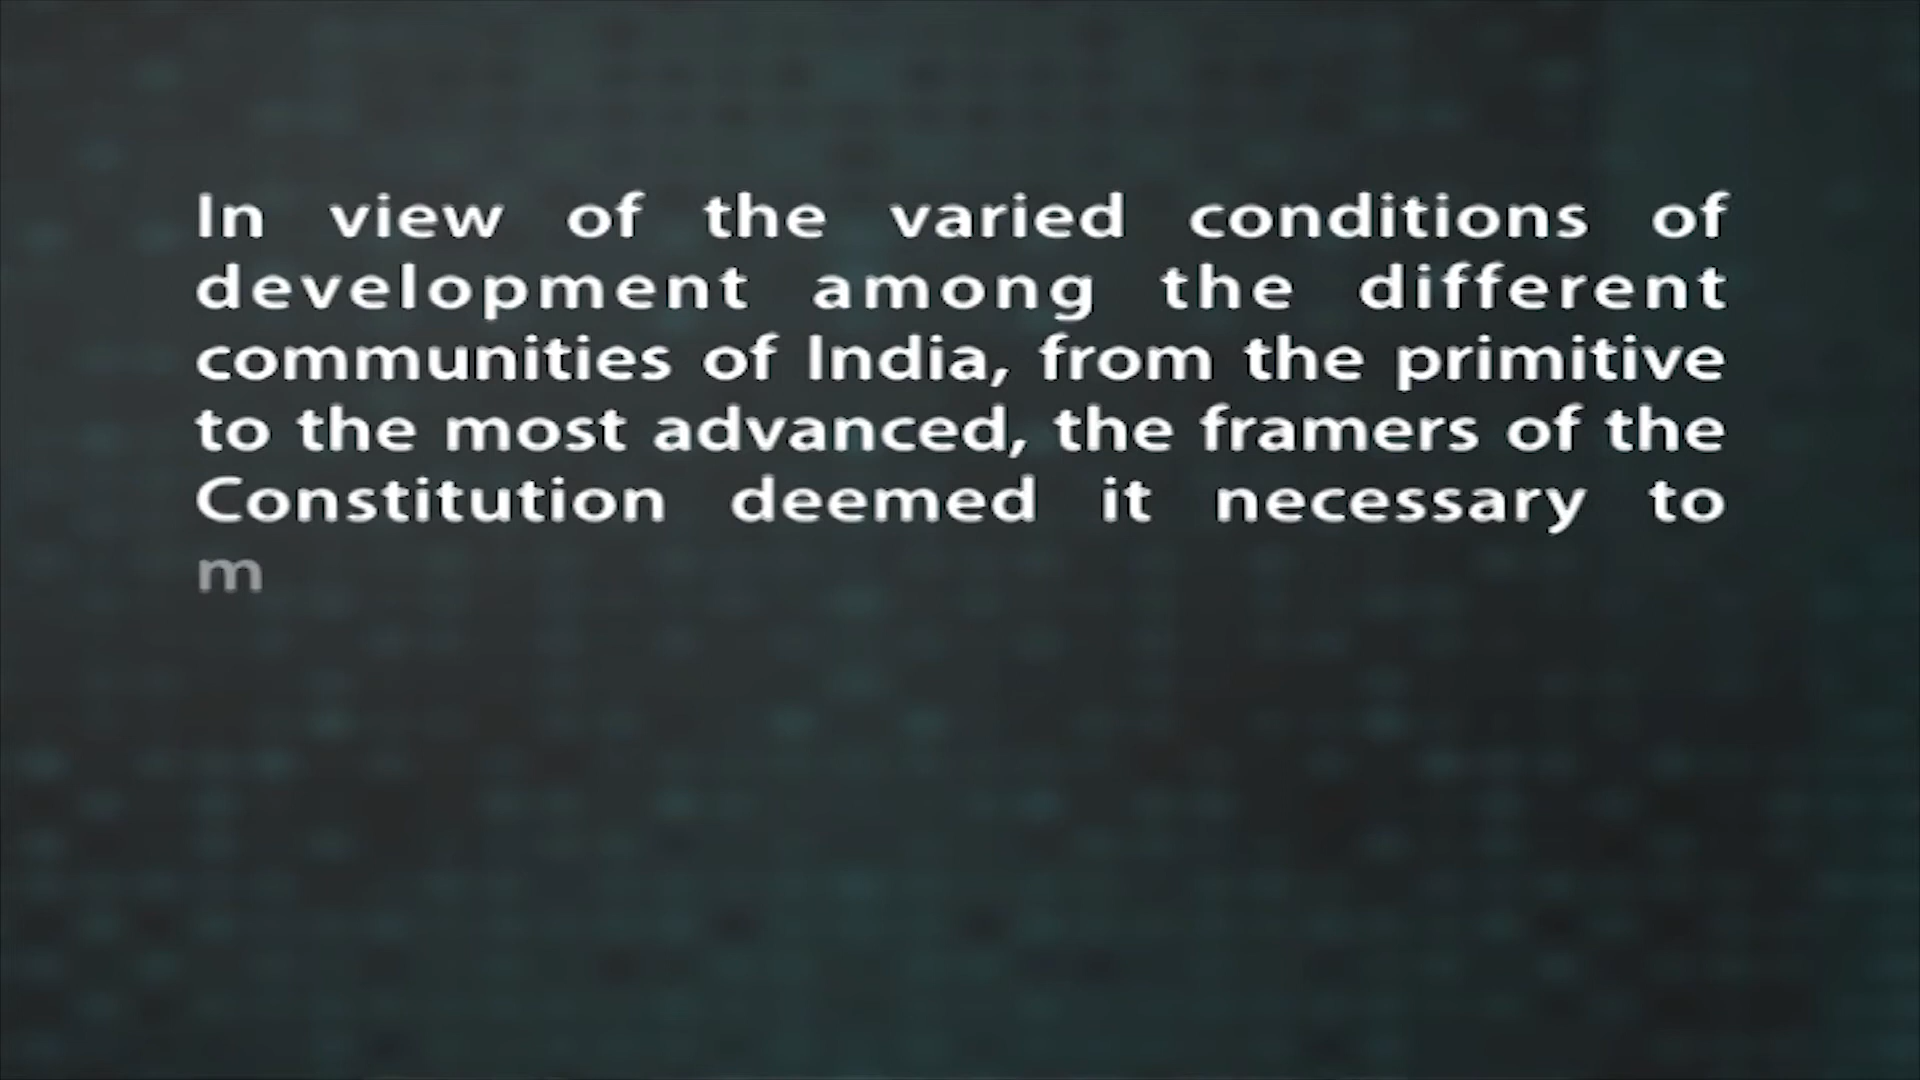 In view of the varied conditions of
development among the different
communities of India, from the primitive
to the most advanced, the framers of the
Constitution deemed it necessary to
m